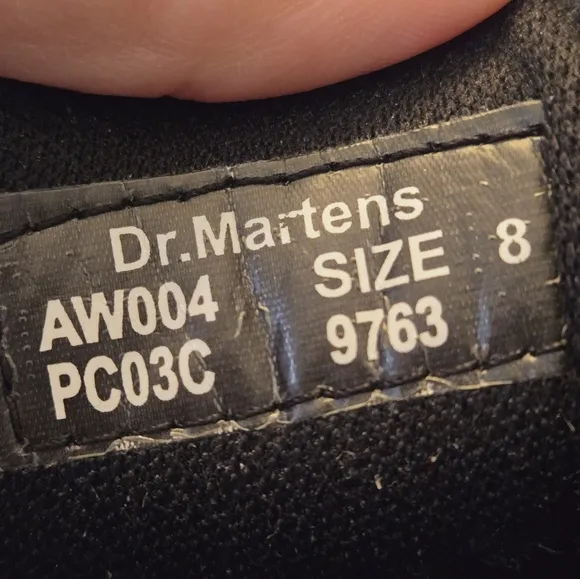 Dr.Martens
AW004 SIZE 8
PC03C 9763